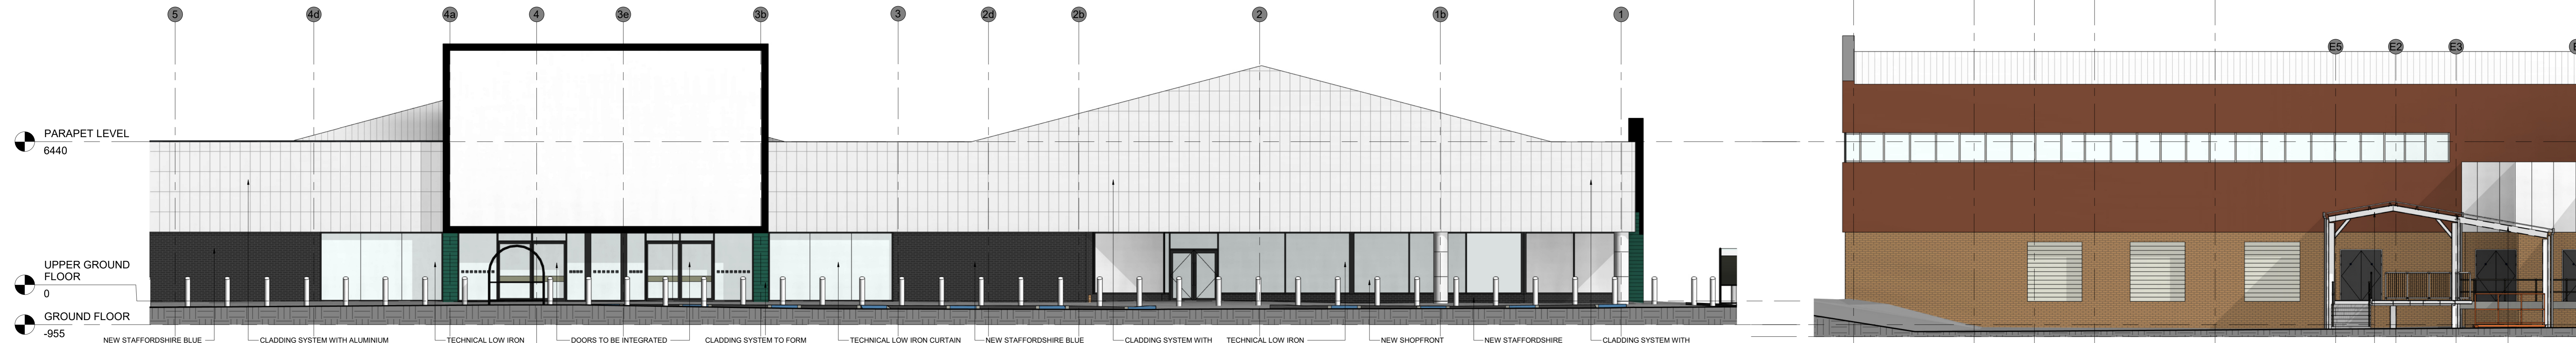 5 4d 4a 4 3e 3b 3 2d 2b 2 1b 1
E5 E2 E3
PARAPET LEVEL
6440
UPPER GROUND
FLOOR
0
GROUND FLOOR
-955
NEW STAFFORDSHIRE BLUE
CLADDING SYSTEM WITH ALUMINIUM
TECHNICAL LOW IRON
DOORS TO BE INTEGRATED
CLADDING SYSTEM TO FORM
TECHNICAL LOW IRON CURTAIN
NEW STAFFORDSHIRE BLUE
CLADDING SYSTEM WITH
TECHNICAL LOW IRON
NEW SHOPFRONT
NEW STAFFORDSHIRE
CLADDING SYSTEM WITH